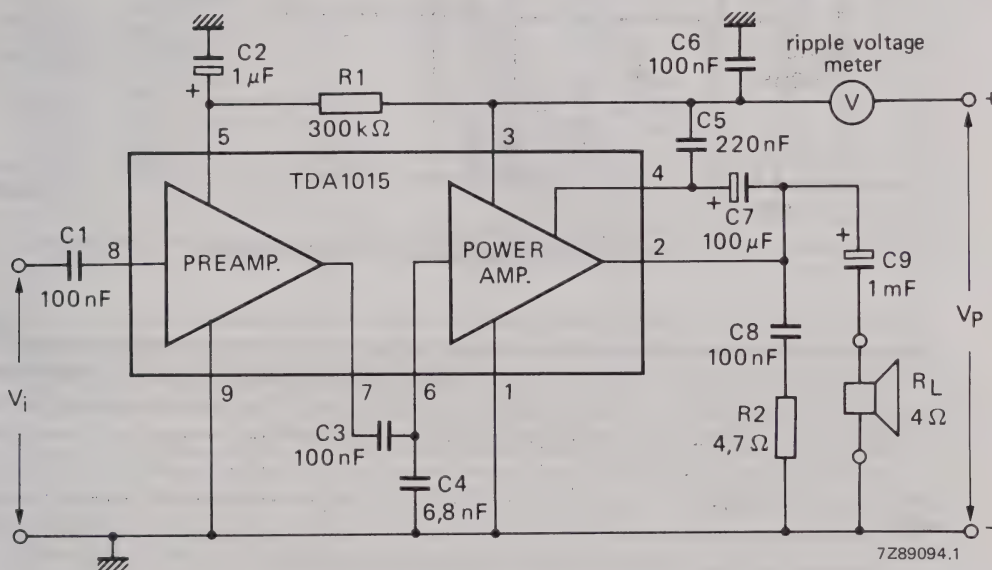 C2
1 μF
+
R1
300 kΩ
C6
100 nF
ripple voltage
meter
V
+
5
3
C5
220 nF
TDA1015
4
+
C7
100 μF
C1
100 nF
8
PREAMP.
POWER
AMP.
2
+
C9
1 mF
Vp
C8
100 nF
Vi
9
7
6
1
C3
100 nF
R2
4,7 Ω
RL
4 Ω
C4
6,8 nF
–
7Z89094.1